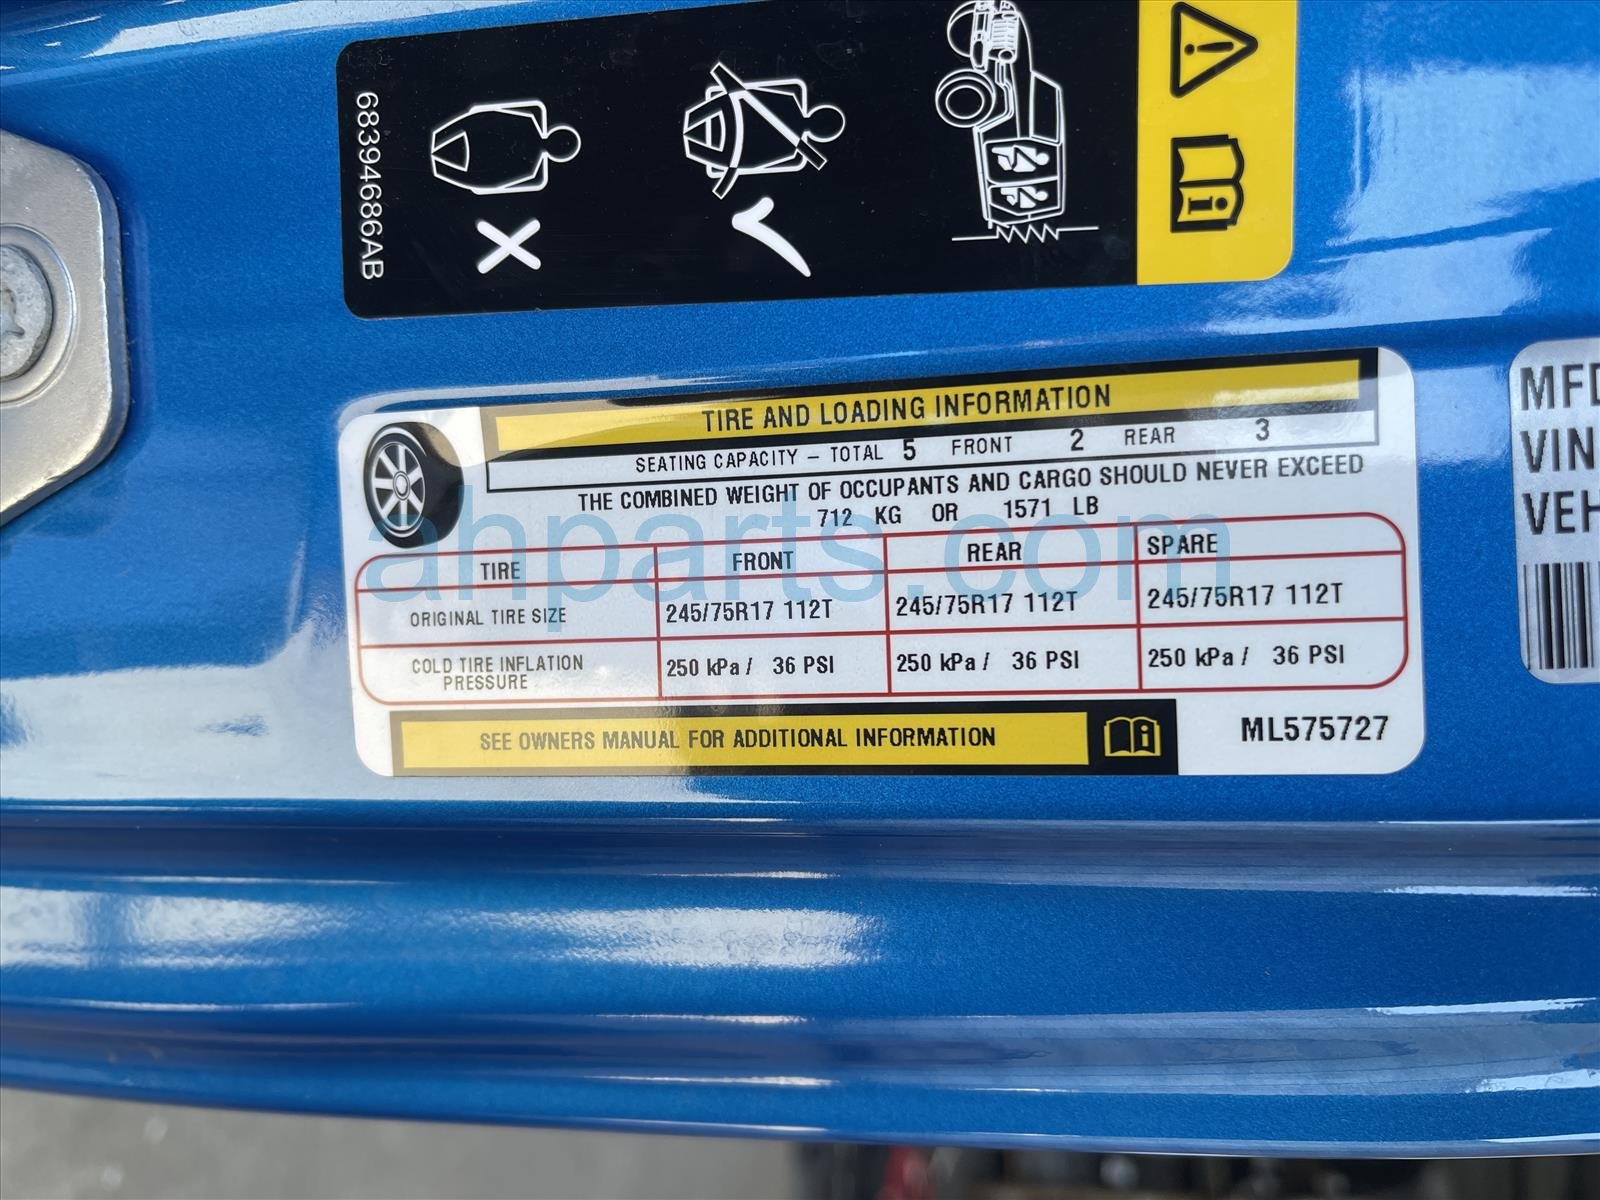 68394686AB
TIRE AND LOADING INFORMATION
SEATING CAPACITY – TOTAL 5 FRONT 2 REAR 3
THE COMBINED WEIGHT OF OCCUPANTS AND CARGO SHOULD NEVER EXCEED
712 KG OR 1571 LB
TIRE FRONT REAR SPARE
ORIGINAL TIRE SIZE 245/75R17 112T 245/75R17 112T 245/75R17 112T
COLD TIRE INFLATION
PRESSURE 250 kPa / 36 PSI 250 kPa / 36 PSI 250 kPa / 36 PSI
SEE OWNERS MANUAL FOR ADDITIONAL INFORMATION
ML575727
MFD
VIN
VEH
ahparts.com